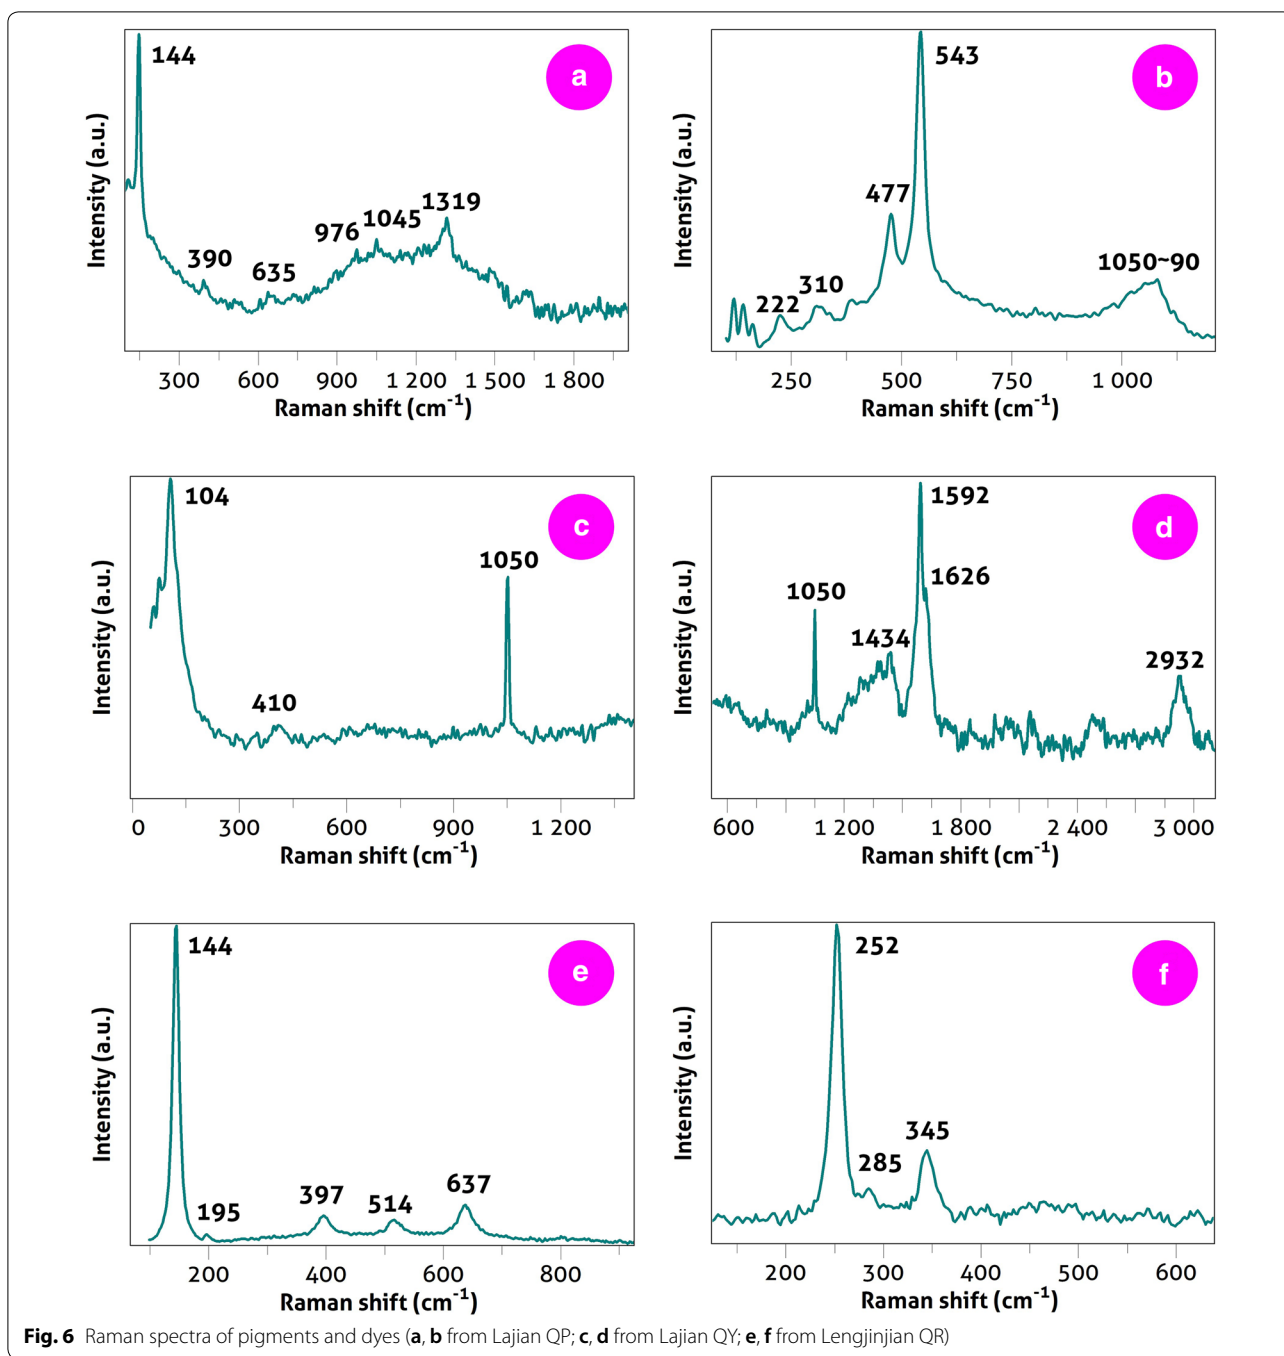 144
a
1319
1045
976
390
635
Intensity (a.u.)
300 600 900 1 200 1 500 1 800
Raman shift (cm-1)
543
b
477
1050~90
310
222
Intensity (a.u.)
250 500 750 1 000
Raman shift (cm-1)
104
c
1050
410
Intensity (a.u.)
0 300 600 900 1 200
Raman shift (cm-1)
1592
d
1626
1050
1434
2932
Intensity (a.u.)
600 1 200 1 800 2 400 3 000
Raman shift (cm-1)
144
e
637
397
514
195
Intensity (a.u.)
200 400 600 800
Raman shift (cm-1)
252
f
345
285
Intensity (a.u.)
200 300 400 500 600
Raman shift (cm-1)
Fig. 6 Raman spectra of pigments and dyes (a, b from Lajian QP; c, d from Lajian QY; e, f from Lengjinjian QR)